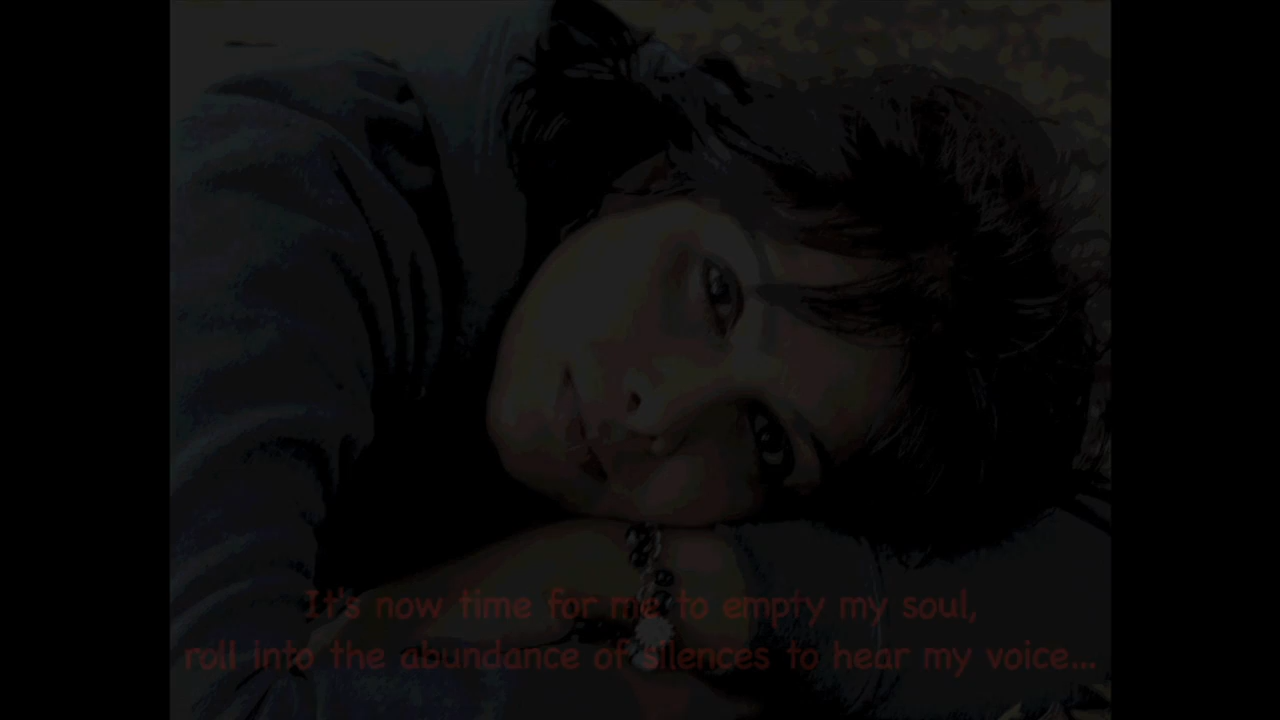 It's now time for me to empty my soul,
roll into the abundance of silences to hear my voice...